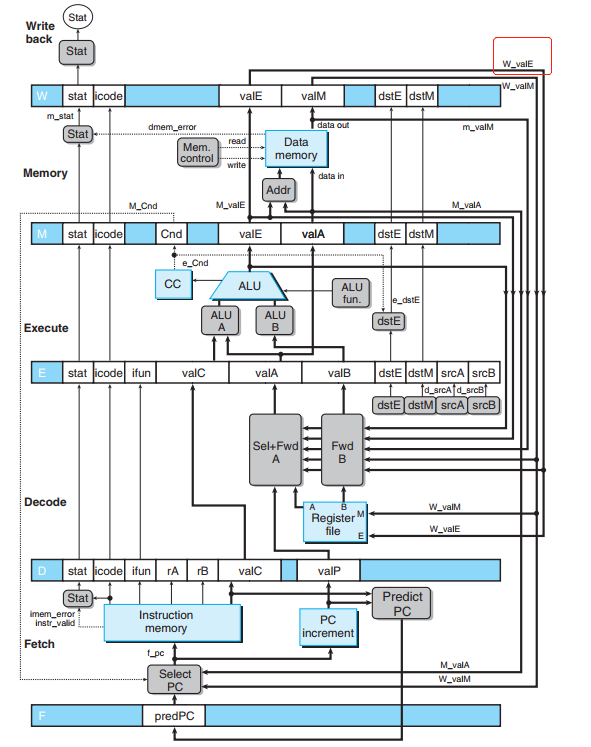 Stat
Write
back
Stat
W_valE
W stat icode valE valM dstE dstM
W_valM
m_stat
Stat
dmem_error
data out
m_valM
Mem.
control
read
write
Data
memory
Memory
data in
Addr
M_Cnd
M_valE
M_valA
M stat icode Cnd valE valA dstE dstM
e_Cnd
CC
ALU
ALU
fun.
e_dstE
ALU
A
ALU
B
dstE
Execute
E stat icode ifun valC valA valB dstE dstM srcA srcB
d_srcA d_srcB
dstE dstM srcA srcB
Sel+Fwd
A
Fwd
B
Decode
A B
M
Register
file
E
W_valM
W_valE
D stat icode ifun rA rB valC valP
Stat
Predict
PC
imem_error
instr_valid
Instruction
memory
PC
increment
Fetch
f_pc
M_valA
Select
PC
W_valM
F predPC